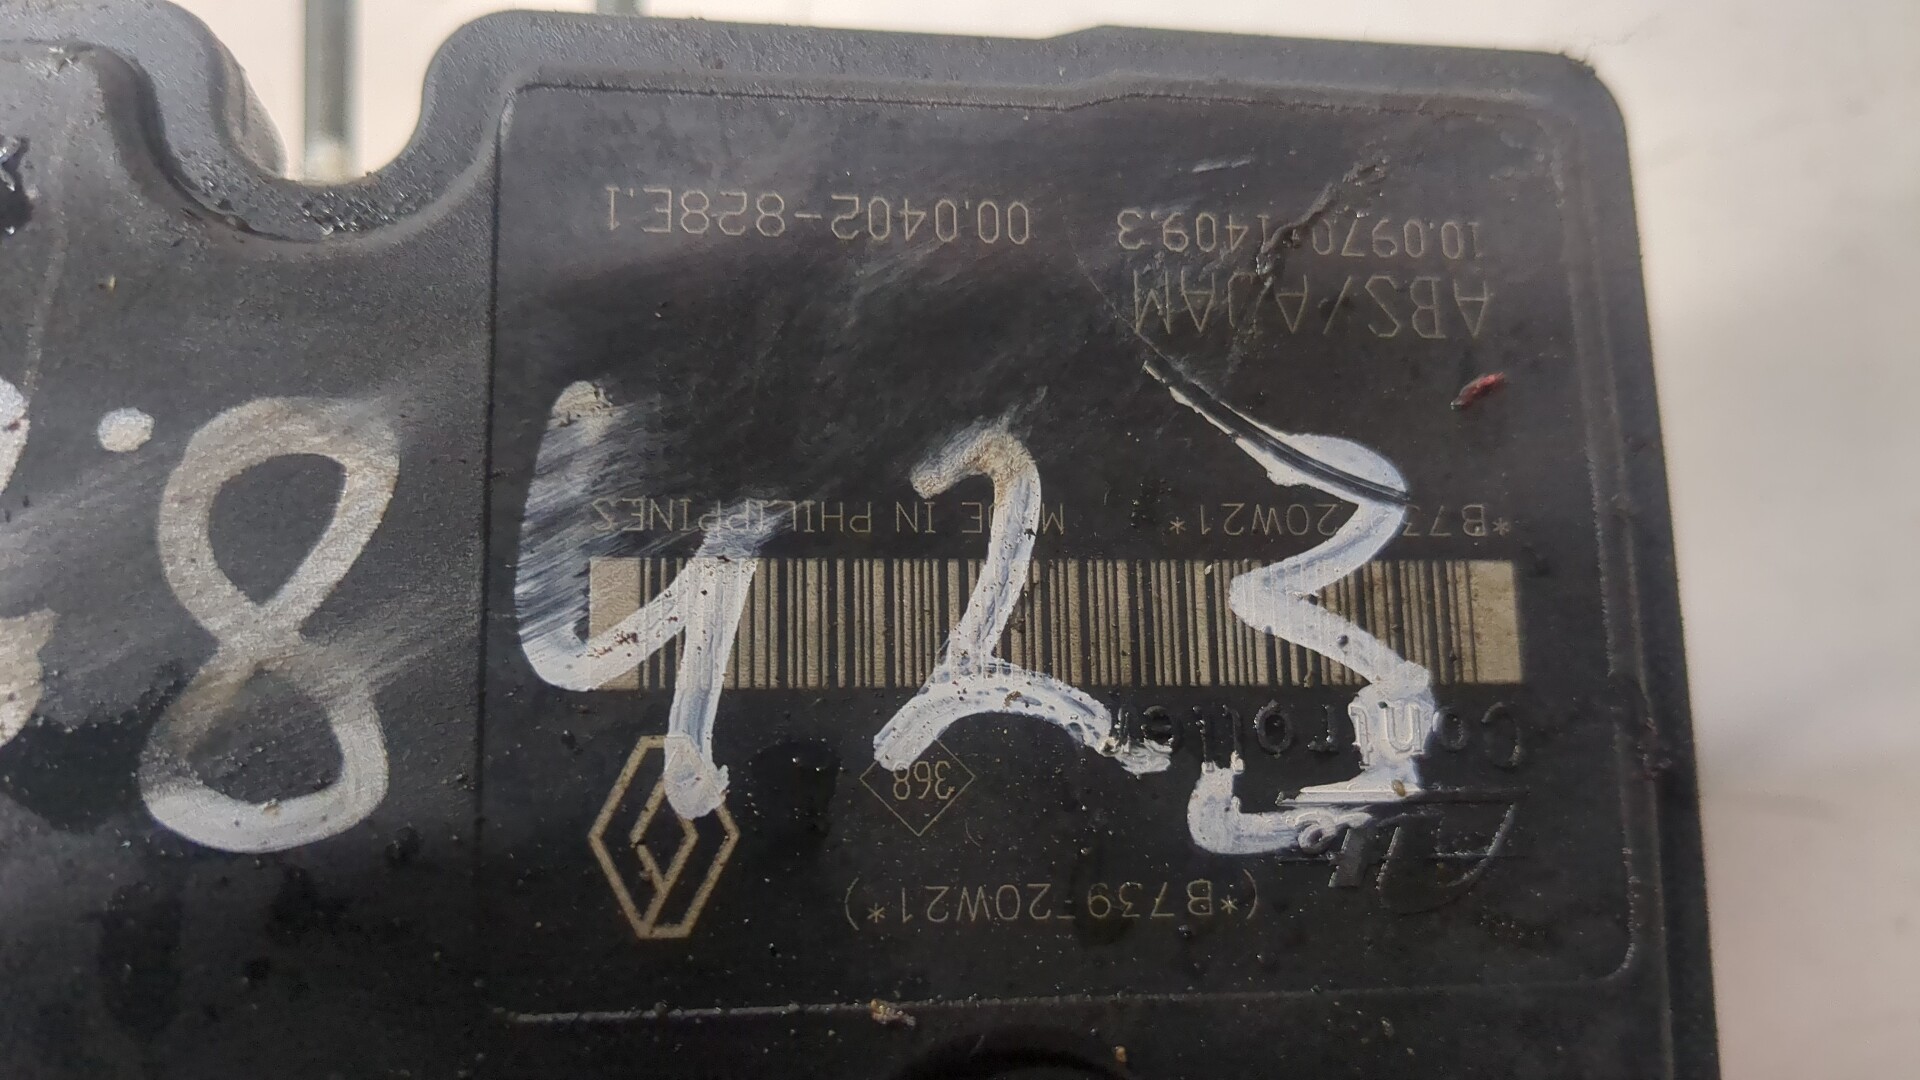 (*B739-20W21*)
Controller 368
*B739-20W21* MADE IN PHILIPPINES
ABS/AJAM
10.0970-1409.3 00.0402-828E.1
8 423